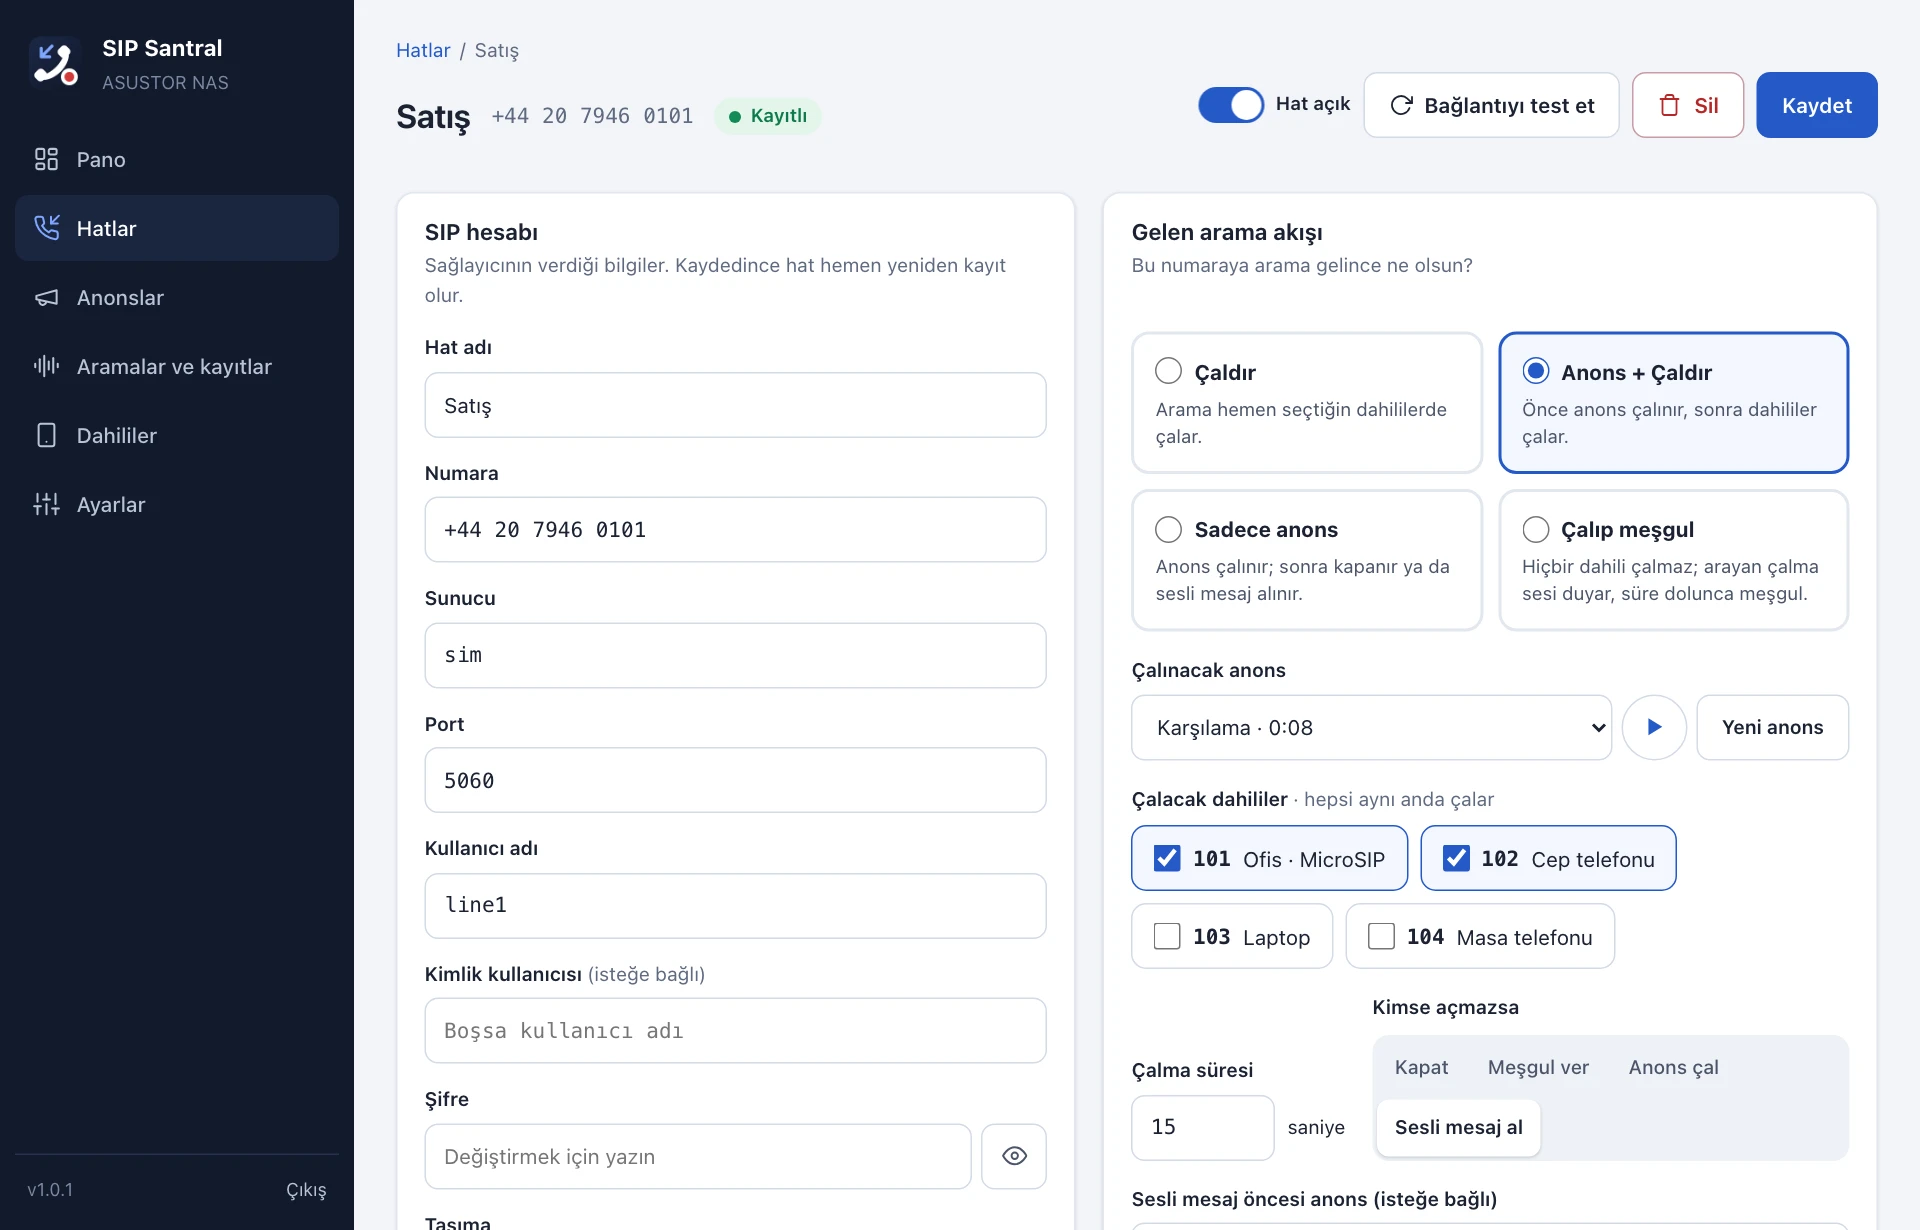 SIP Santral
ASUSTOR NAS
Pano
Hatlar
Anonslar
Aramalar ve kayıtlar
Dahililer
Ayarlar
v1.0.1
Çıkış
Hatlar / Satış
Satış +44 20 7946 0101 Kayıtlı
Hat açık
Bağlantıyı test et
Sil
Kaydet
SIP hesabı
Sağlayıcının verdiği bilgiler. Kaydedince hat hemen yeniden kayıt
olur.
Hat adı
Satış
Numara
+44 20 7946 0101
Sunucu
sim
Port
5060
Kullanıcı adı
line1
Kimlik kullanıcısı (isteğe bağlı)
Boşsa kullanıcı adı
Şifre
Değiştirmek için yazın
Taşıma
Gelen arama akışı
Bu numaraya arama gelince ne olsun?
Çaldır
Arama hemen seçtiğin dahililerde
çalar.
Anons + Çaldır
Önce anons çalınır, sonra dahililer
çalar.
Sadece anons
Anons çalınır; sonra kapanır ya da
sesli mesaj alınır.
Çalıp meşgul
Hiçbir dahili çalmaz; arayan çalma
sesi duyar, süre dolunca meşgul.
Çalınacak anons
Karşılama · 0:08
Yeni anons
Çalacak dahililer · hepsi aynı anda çalar
101 Ofis · MicroSIP
102 Cep telefonu
103 Laptop
104 Masa telefonu
Çalma süresi
15 saniye
Kimse açmazsa
Kapat
Meşgul ver
Anons çal
Sesli mesaj al
Sesli mesaj öncesi anons (isteğe bağlı)